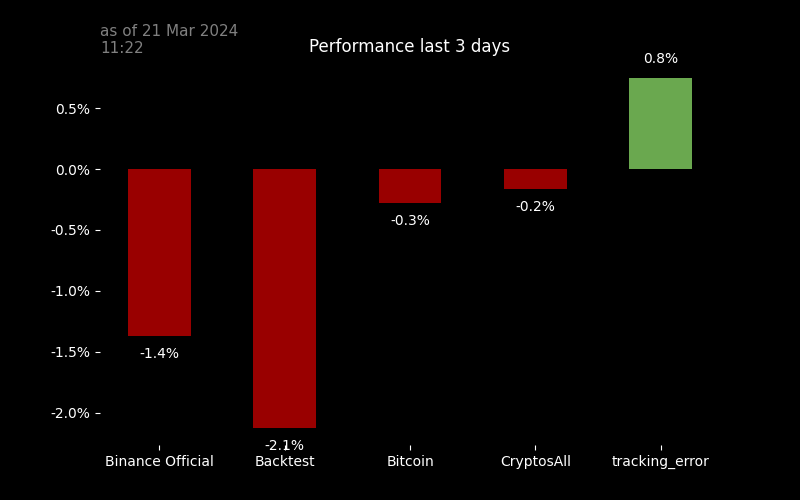 as of 21 Mar 2024
11:22
Performance last 3 days
0.8%
0.5%
0.0%
-0.5%
-1.0%
-1.5%
-2.0%
-1.4%
-2.1%
-0.3%
-0.2%
Binance Official
Backtest
Bitcoin
CryptosAll
tracking_error